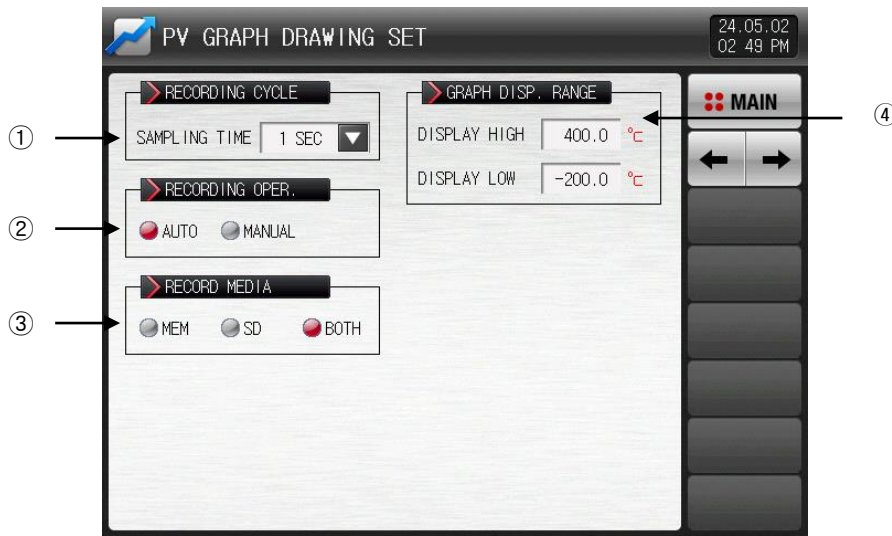 PV GRAPH DRAWING SET
24.05.02
02 49 PM
RECORDING CYCLE
SAMPLING TIME 1 SEC
RECORDING OPER.
AUTO MANUAL
RECORD MEDIA
MEM SD BOTH
GRAPH DISP. RANGE
DISPLAY HIGH 400.0 ℃
DISPLAY LOW -200.0 ℃
MAIN
①
②
③
④